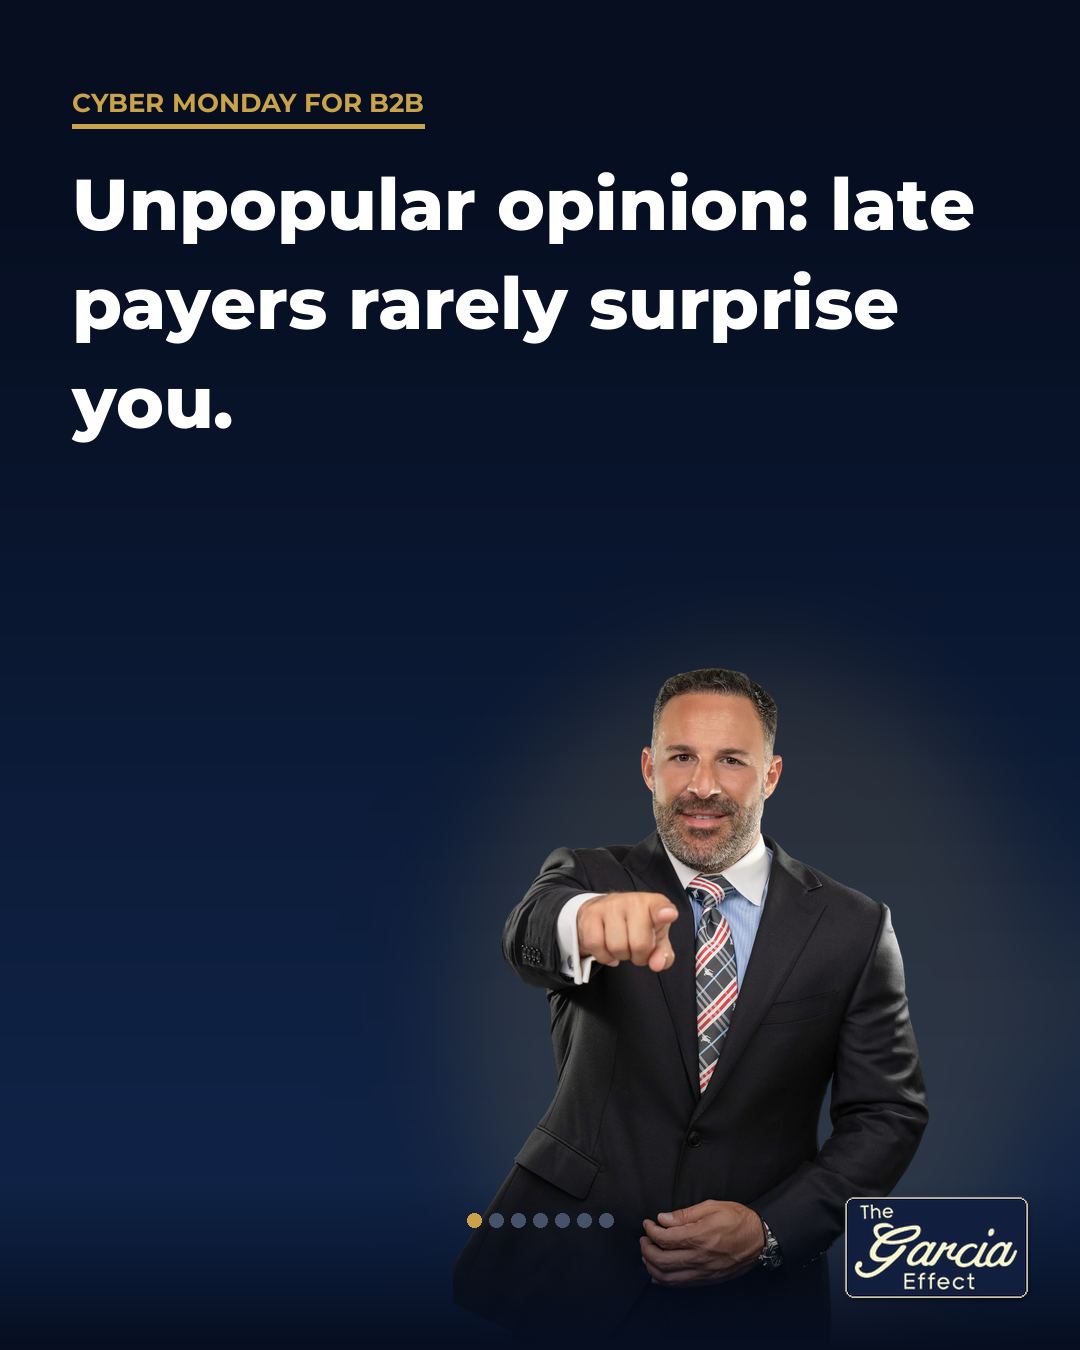 CYBER MONDAY FOR B2B
Unpopular opinion: late
payers rarely surprise
you.
The
Garcia
Effect